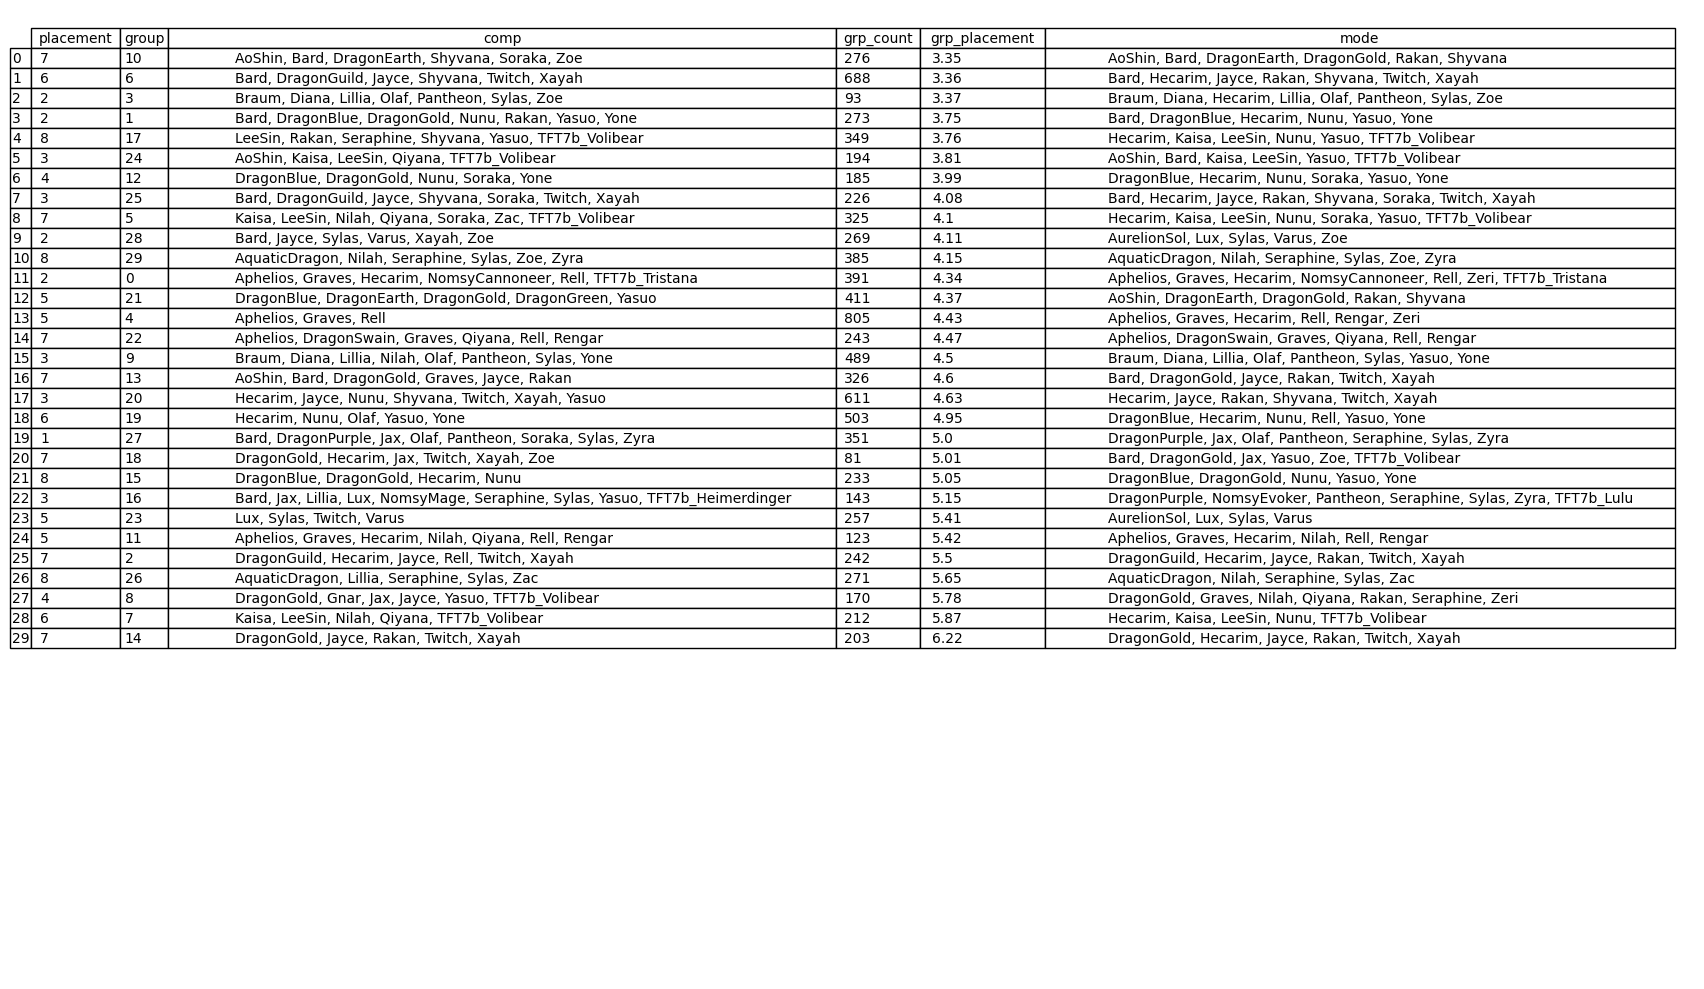 placement group comp grp_count grp_placement mode
0 7 10 AoShin, Bard, DragonEarth, Shyvana, Soraka, Zoe 276 3.35 AoShin, Bard, DragonEarth, DragonGold, Rakan, Shyvana
1 6 6 Bard, DragonGuild, Jayce, Shyvana, Twitch, Xayah 688 3.36 Bard, Hecarim, Jayce, Rakan, Shyvana, Twitch, Xayah
2 2 3 Braum, Diana, Lillia, Olaf, Pantheon, Sylas, Zoe 93 3.37 Braum, Diana, Hecarim, Lillia, Olaf, Pantheon, Sylas, Zoe
3 2 1 Bard, DragonBlue, DragonGold, Nunu, Rakan, Yasuo, Yone 273 3.75 Bard, DragonBlue, Hecarim, Nunu, Yasuo, Yone
4 8 17 LeeSin, Rakan, Seraphine, Shyvana, Yasuo, TFT7b_Volibear 349 3.76 Hecarim, Kaisa, LeeSin, Nunu, Yasuo, TFT7b_Volibear
5 3 24 AoShin, Kaisa, LeeSin, Qiyana, TFT7b_Volibear 194 3.81 AoShin, Bard, Kaisa, LeeSin, Yasuo, TFT7b_Volibear
6 4 12 DragonBlue, DragonGold, Nunu, Soraka, Yone 185 3.99 DragonBlue, Hecarim, Nunu, Soraka, Yasuo, Yone
7 3 25 Bard, DragonGuild, Jayce, Shyvana, Soraka, Twitch, Xayah 226 4.08 Bard, Hecarim, Jayce, Rakan, Shyvana, Soraka, Twitch, Xayah
8 7 5 Kaisa, LeeSin, Nilah, Qiyana, Soraka, Zac, TFT7b_Volibear 325 4.1 Hecarim, Kaisa, LeeSin, Nunu, Soraka, Yasuo, TFT7b_Volibear
9 2 28 Bard, Jayce, Sylas, Varus, Xayah, Zoe 269 4.11 AurelionSol, Lux, Sylas, Varus, Zoe
10 8 29 AquaticDragon, Nilah, Seraphine, Sylas, Zoe, Zyra 385 4.15 AquaticDragon, Nilah, Seraphine, Sylas, Zoe, Zyra
11 2 0 Aphelios, Graves, Hecarim, NomsyCannoneer, Rell, TFT7b_Tristana 391 4.34 Aphelios, Graves, Hecarim, NomsyCannoneer, Rell, Zeri, TFT7b_Tristana
12 5 21 DragonBlue, DragonEarth, DragonGold, DragonGreen, Yasuo 411 4.37 AoShin, DragonEarth, DragonGold, Rakan, Shyvana
13 5 4 Aphelios, Graves, Rell 805 4.43 Aphelios, Graves, Hecarim, Rell, Rengar, Zeri
14 7 22 Aphelios, DragonSwain, Graves, Qiyana, Rell, Rengar 243 4.47 Aphelios, DragonSwain, Graves, Qiyana, Rell, Rengar
15 3 9 Braum, Diana, Lillia, Nilah, Olaf, Pantheon, Sylas, Yone 489 4.5 Braum, Diana, Lillia, Olaf, Pantheon, Sylas, Yasuo, Yone
16 7 13 AoShin, Bard, DragonGold, Graves, Jayce, Rakan 326 4.6 Bard, DragonGold, Jayce, Rakan, Twitch, Xayah
17 3 20 Hecarim, Jayce, Nunu, Shyvana, Twitch, Xayah, Yasuo 611 4.63 Hecarim, Jayce, Rakan, Shyvana, Twitch, Xayah
18 6 19 Hecarim, Nunu, Olaf, Yasuo, Yone 503 4.95 DragonBlue, Hecarim, Nunu, Rell, Yasuo, Yone
19 1 27 Bard, DragonPurple, Jax, Olaf, Pantheon, Soraka, Sylas, Zyra 351 5.0 DragonPurple, Jax, Olaf, Pantheon, Seraphine, Sylas, Zyra
20 7 18 DragonGold, Hecarim, Jax, Twitch, Xayah, Zoe 81 5.01 Bard, DragonGold, Jax, Yasuo, Zoe, TFT7b_Volibear
21 8 15 DragonBlue, DragonGold, Hecarim, Nunu 233 5.05 DragonBlue, DragonGold, Nunu, Yasuo, Yone
22 3 16 Bard, Jax, Lillia, Lux, NomsyMage, Seraphine, Sylas, Yasuo, TFT7b_Heimerdinger 143 5.15 DragonPurple, NomsyEvoker, Pantheon, Seraphine, Sylas, Zyra, TFT7b_Lulu
23 5 23 Lux, Sylas, Twitch, Varus 257 5.41 AurelionSol, Lux, Sylas, Varus
24 5 11 Aphelios, Graves, Hecarim, Nilah, Qiyana, Rell, Rengar 123 5.42 Aphelios, Graves, Hecarim, Nilah, Rell, Rengar
25 7 2 DragonGuild, Hecarim, Jayce, Rell, Twitch, Xayah 242 5.5 DragonGuild, Hecarim, Jayce, Rakan, Twitch, Xayah
26 8 26 AquaticDragon, Lillia, Seraphine, Sylas, Zac 271 5.65 AquaticDragon, Nilah, Seraphine, Sylas, Zac
27 4 8 DragonGold, Gnar, Jax, Jayce, Yasuo, TFT7b_Volibear 170 5.78 DragonGold, Graves, Nilah, Qiyana, Rakan, Seraphine, Zeri
28 6 7 Kaisa, LeeSin, Nilah, Qiyana, TFT7b_Volibear 212 5.87 Hecarim, Kaisa, LeeSin, Nunu, TFT7b_Volibear
29 7 14 DragonGold, Jayce, Rakan, Twitch, Xayah 203 6.22 DragonGold, Hecarim, Jayce, Rakan, Twitch, Xayah